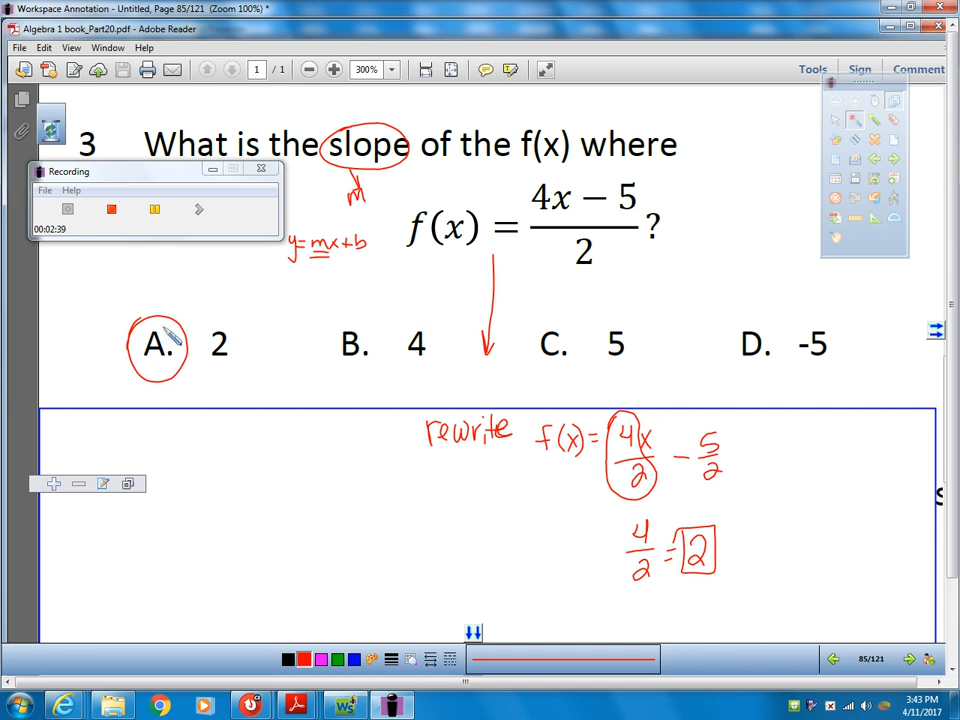 Workspace Annotation - Untitled, Page 85/121, Zoom 100% *
Algebra 1 book_Part20.pdf - Adobe Reader
File Edit View Window Help
1 / 1 300% Tools Sign Comment
3 What is the slope of the f(x) where
Recording
File Help
00:02:39
m
f(x) = (4x − 5)/2 ?
y=mx+b
A. 2 B. 4 C. 5 D. -5
rewrite f(x)= 4x/2 − 5/2
4/2 = 2
85/121
3:43 PM
4/11/2017